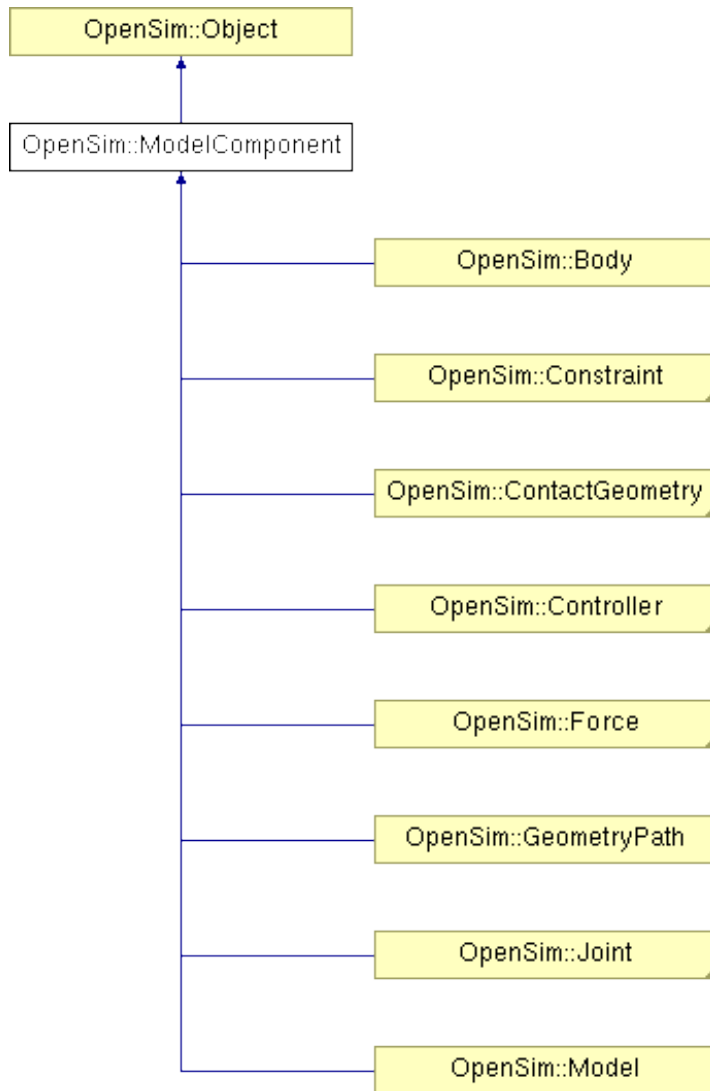 OpenSim::Object
OpenSim::ModelComponent
OpenSim::Body
OpenSim::Constraint
OpenSim::ContactGeometry
OpenSim::Controller
OpenSim::Force
OpenSim::GeometryPath
OpenSim::Joint
OpenSim::Model